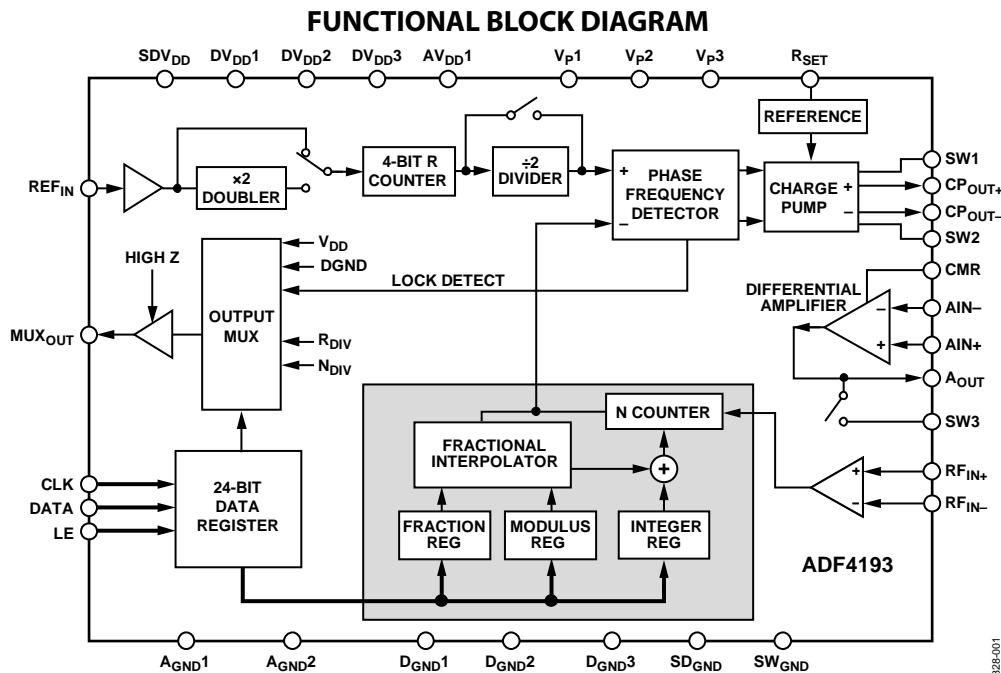 FUNCTIONAL BLOCK DIAGRAM
SDVDD
DVDD1
DVDD2
DVDD3
AVDD1
VP1
VP2
VP3
RSET
REFERENCE
REFIN
×2
DOUBLER
4-BIT R
COUNTER
÷2
DIVIDER
+
–
PHASE
FREQUENCY
DETECTOR
CHARGE
PUMP
+
–
SW1
CPOUT+
CPOUT–
SW2
HIGH Z
MUXOUT
OUTPUT
MUX
VDD
DGND
LOCK DETECT
RDIV
NDIV
DIFFERENTIAL
AMPLIFIER
–
+
CMR
AIN–
AIN+
AOUT
SW3
N COUNTER
FRACTIONAL
INTERPOLATOR
+
+
–
RFIN+
RFIN–
CLK
DATA
LE
24-BIT
DATA
REGISTER
FRACTION
REG
MODULUS
REG
INTEGER
REG
ADF4193
AGND1
AGND2
DGND1
DGND2
DGND3
SDGND
SWGND
328-001